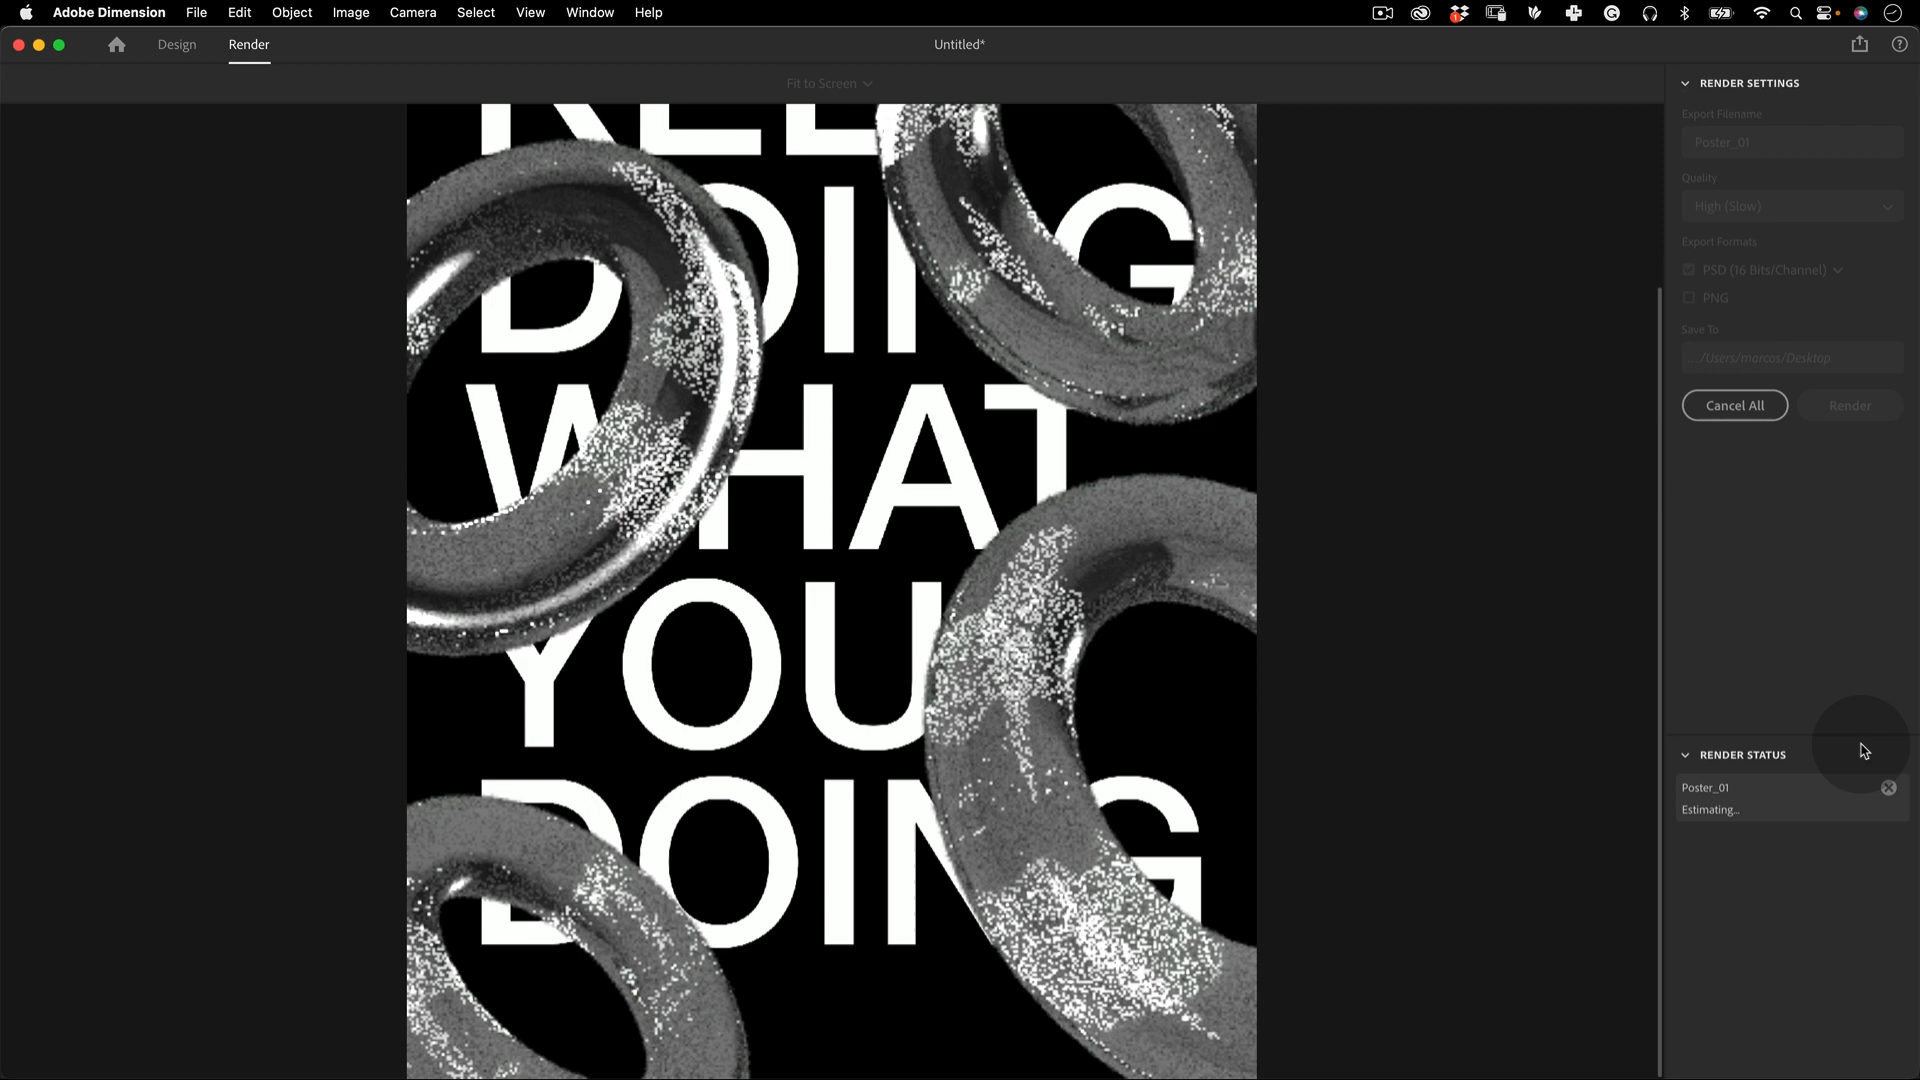 Adobe Dimension File Edit Object Image Camera Select View Window Help
Design Render Untitled*
Fit to Screen
RENDER SETTINGS
Export Filename
Poster_01
Quality
High (Slow)
Export Formats
PSD (16 Bits/Channel)
PNG
Save To
.../Users/marcos/Desktop
Cancel All Render
RENDER STATUS
Poster_01
Estimating...
DOING
WHAT
YOU
DOING